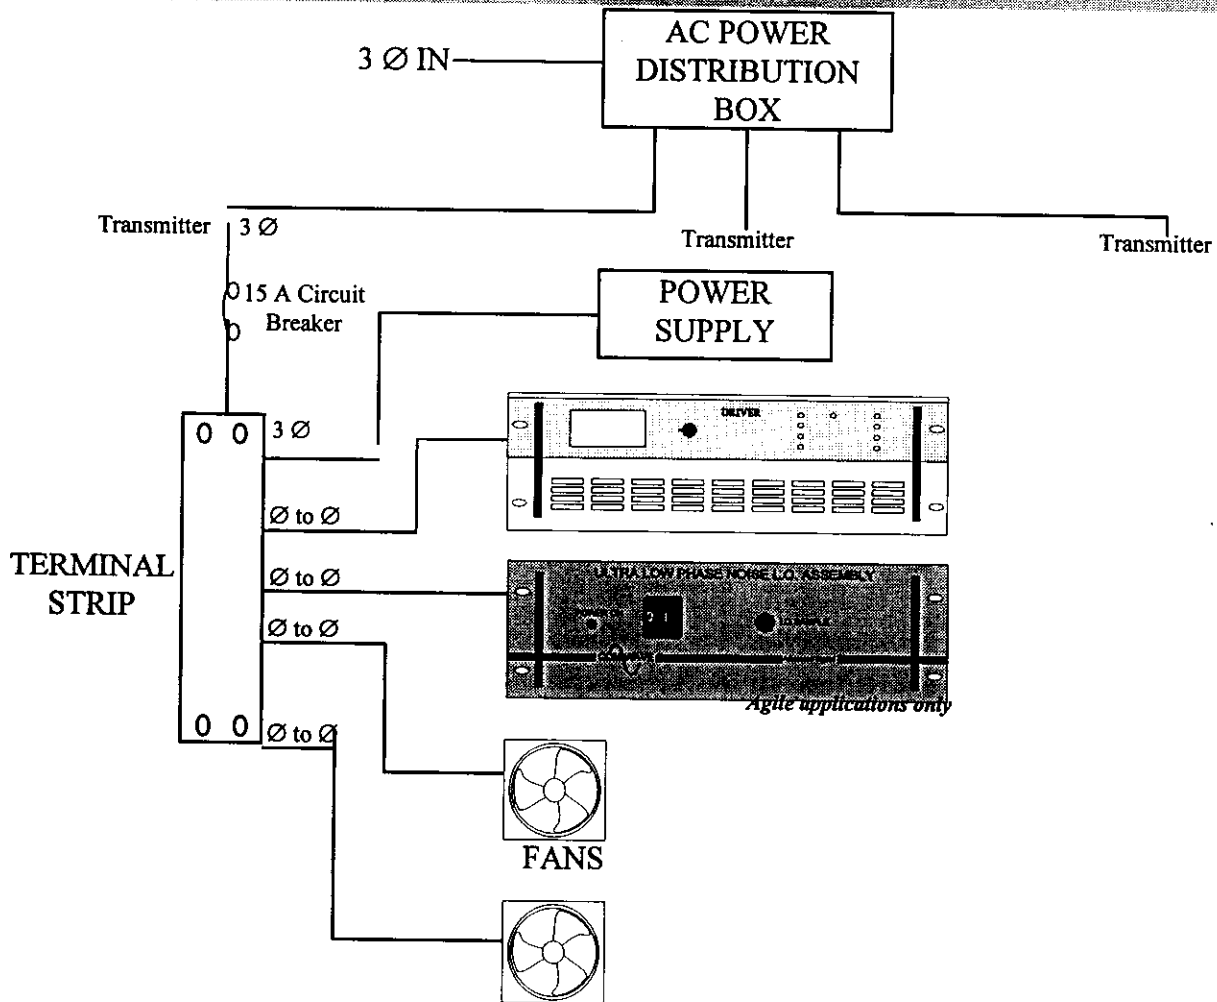 AC POWER
DISTRIBUTION
BOX
3 Ø IN
Transmitter
3 Ø
Transmitter
Transmitter
15 A Circuit
Breaker
POWER
SUPPLY
3 Ø
DRIVER
Ø to Ø
TERMINAL
STRIP
Ø to Ø
ULTRA LOW PHASE NOISE L.O. ASSEMBLY
Ø to Ø
Agile applications only
Ø to Ø
FANS